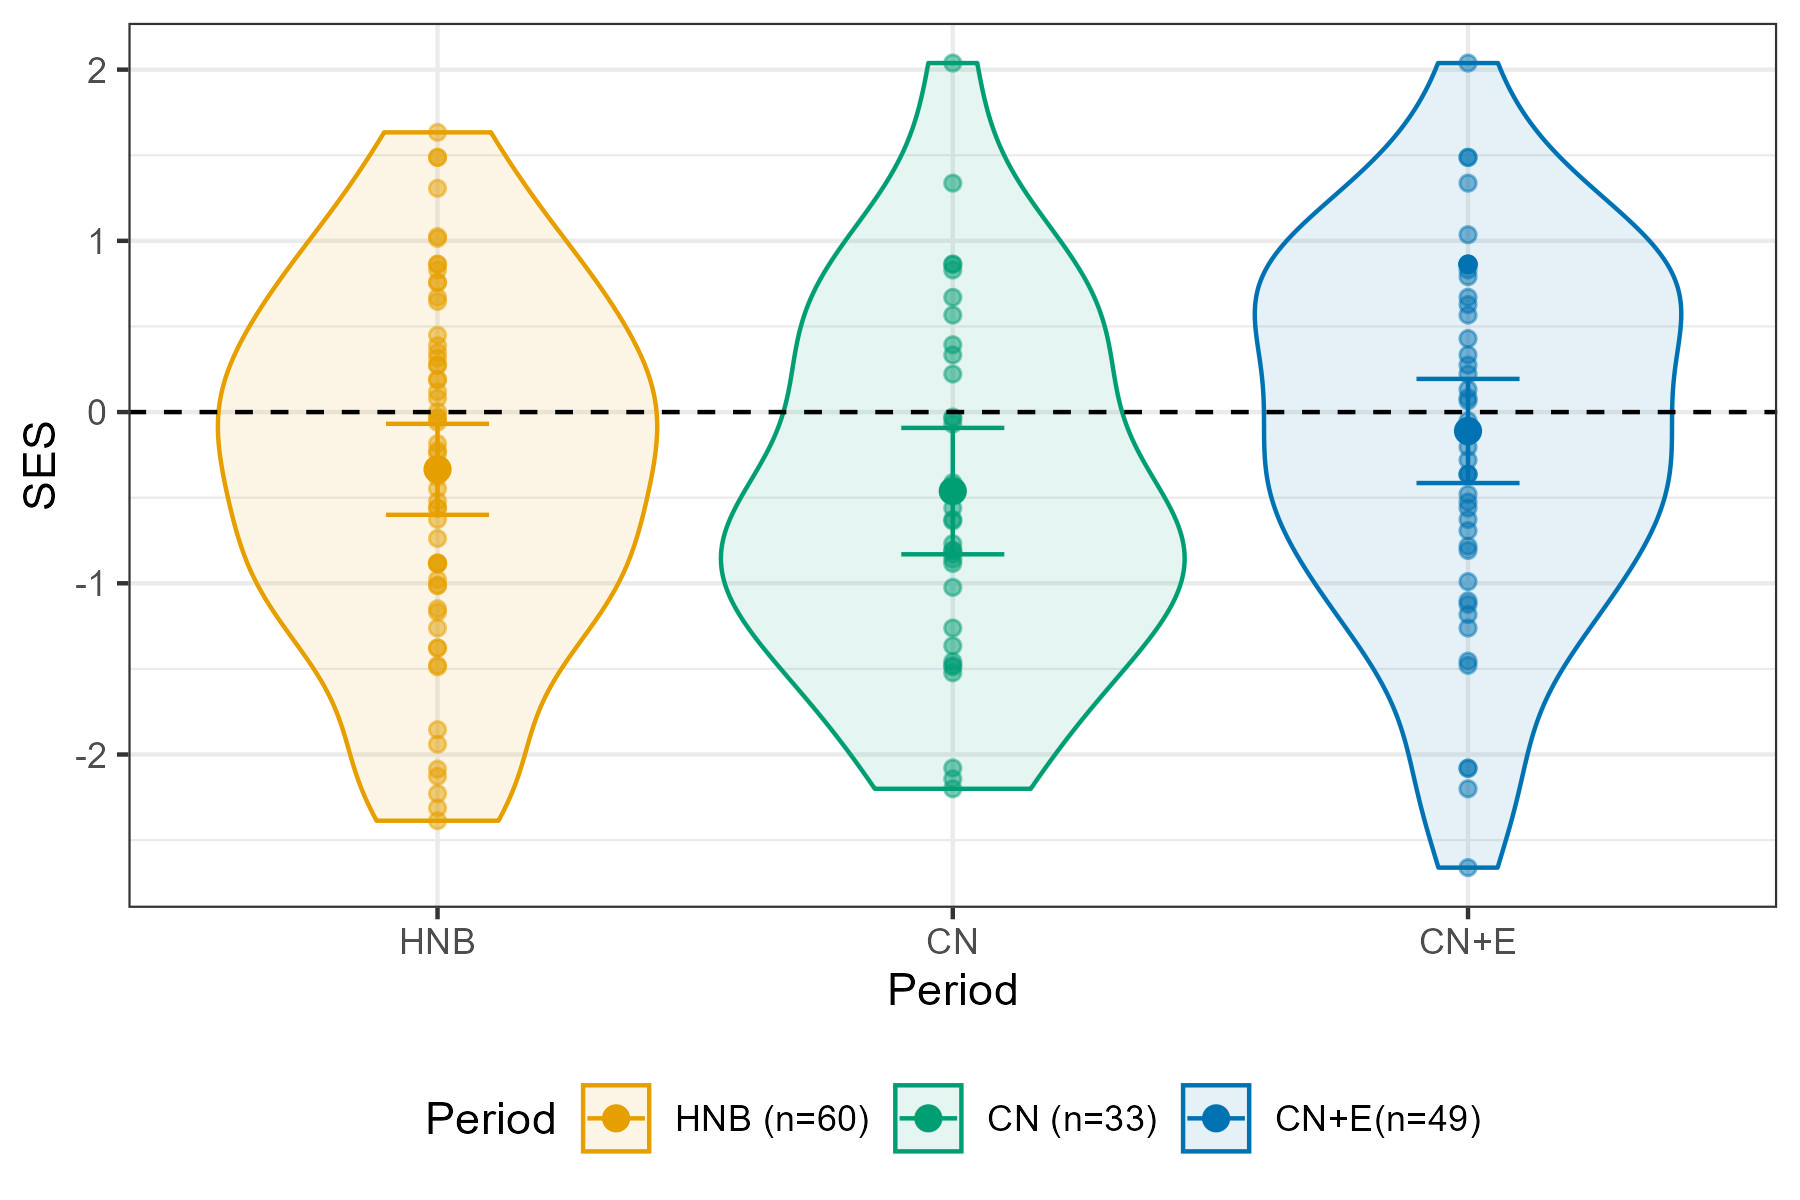 SES
2
1
0
-1
-2
HNB CN CN+E
Period
Period HNB (n=60) CN (n=33) CN+E(n=49)